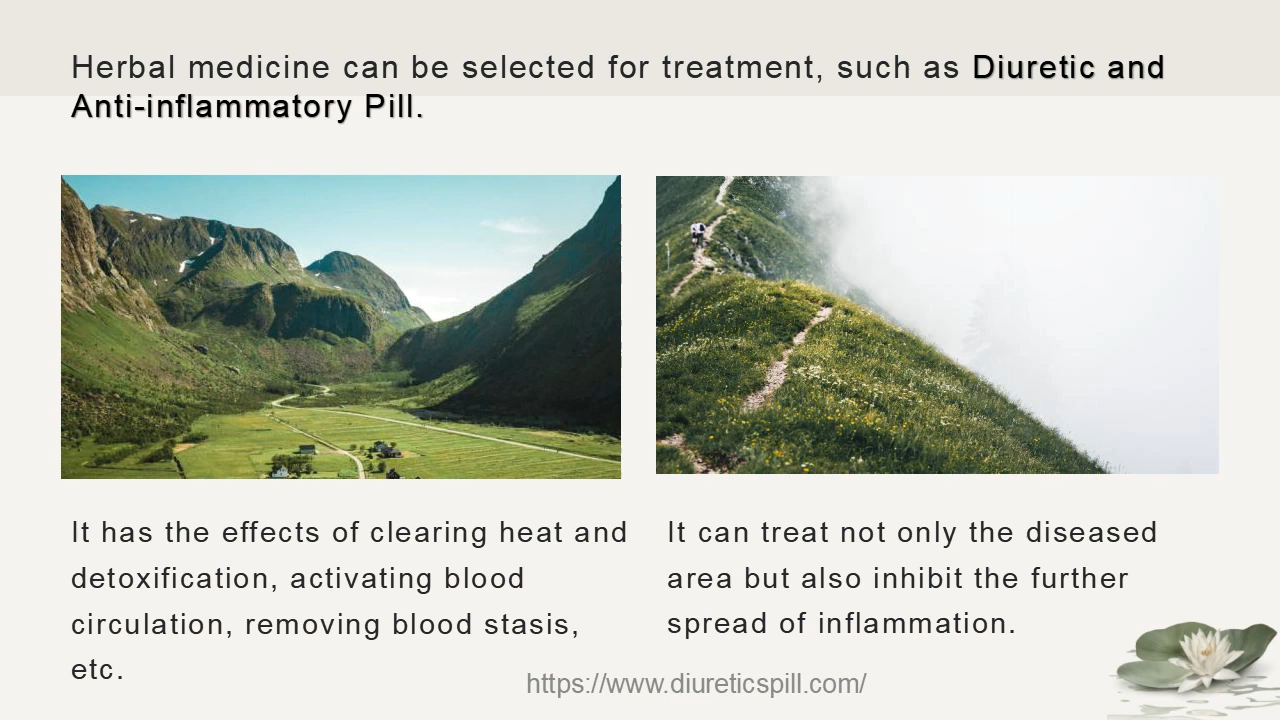 Herbal medicine can be selected for treatment, such as Diuretic and
Anti-inflammatory Pill.
It has the effects of clearing heat and
detoxification, activating blood
circulation, removing blood stasis,
etc.
It can treat not only the diseased
area but also inhibit the further
spread of inflammation.
https://www.diureticspill.com/